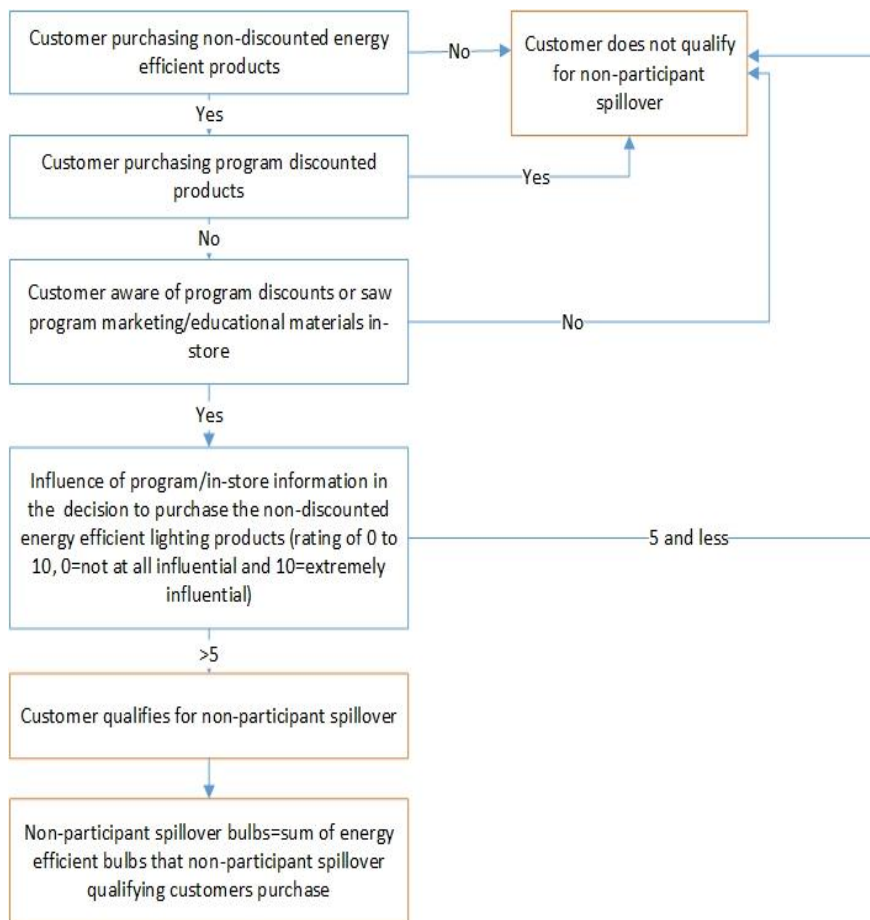 Customer purchasing non-discounted energy
efficient products
No
Customer does not qualify
for non-participant
spillover
Yes
Customer purchasing program discounted
products
Yes
No
Customer aware of program discounts or saw
program marketing/educational materials in-
store
No
Yes
Influence of program/in-store information in
the decision to purchase the non-discounted
energy efficient lighting products (rating of 0 to
10, 0=not at all influential and 10=extremely
influential)
5 and less
>5
Customer qualifies for non-participant spillover
Non-participant spillover bulbs=sum of energy
efficient bulbs that non-participant spillover
qualifying customers purchase